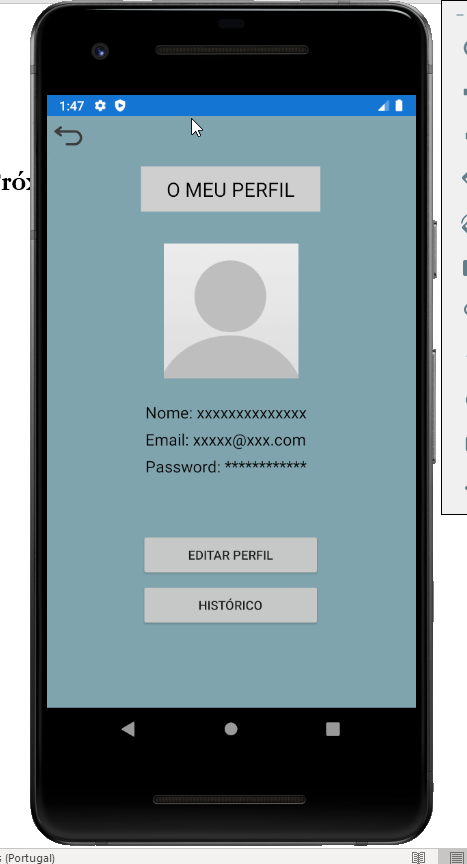 1:47
O MEU PERFIL
Nome: xxxxxxxxxxxxxx
Email: xxxxx@xxx.com
Password: ************
EDITAR PERFIL
HISTÓRICO
(Portugal)